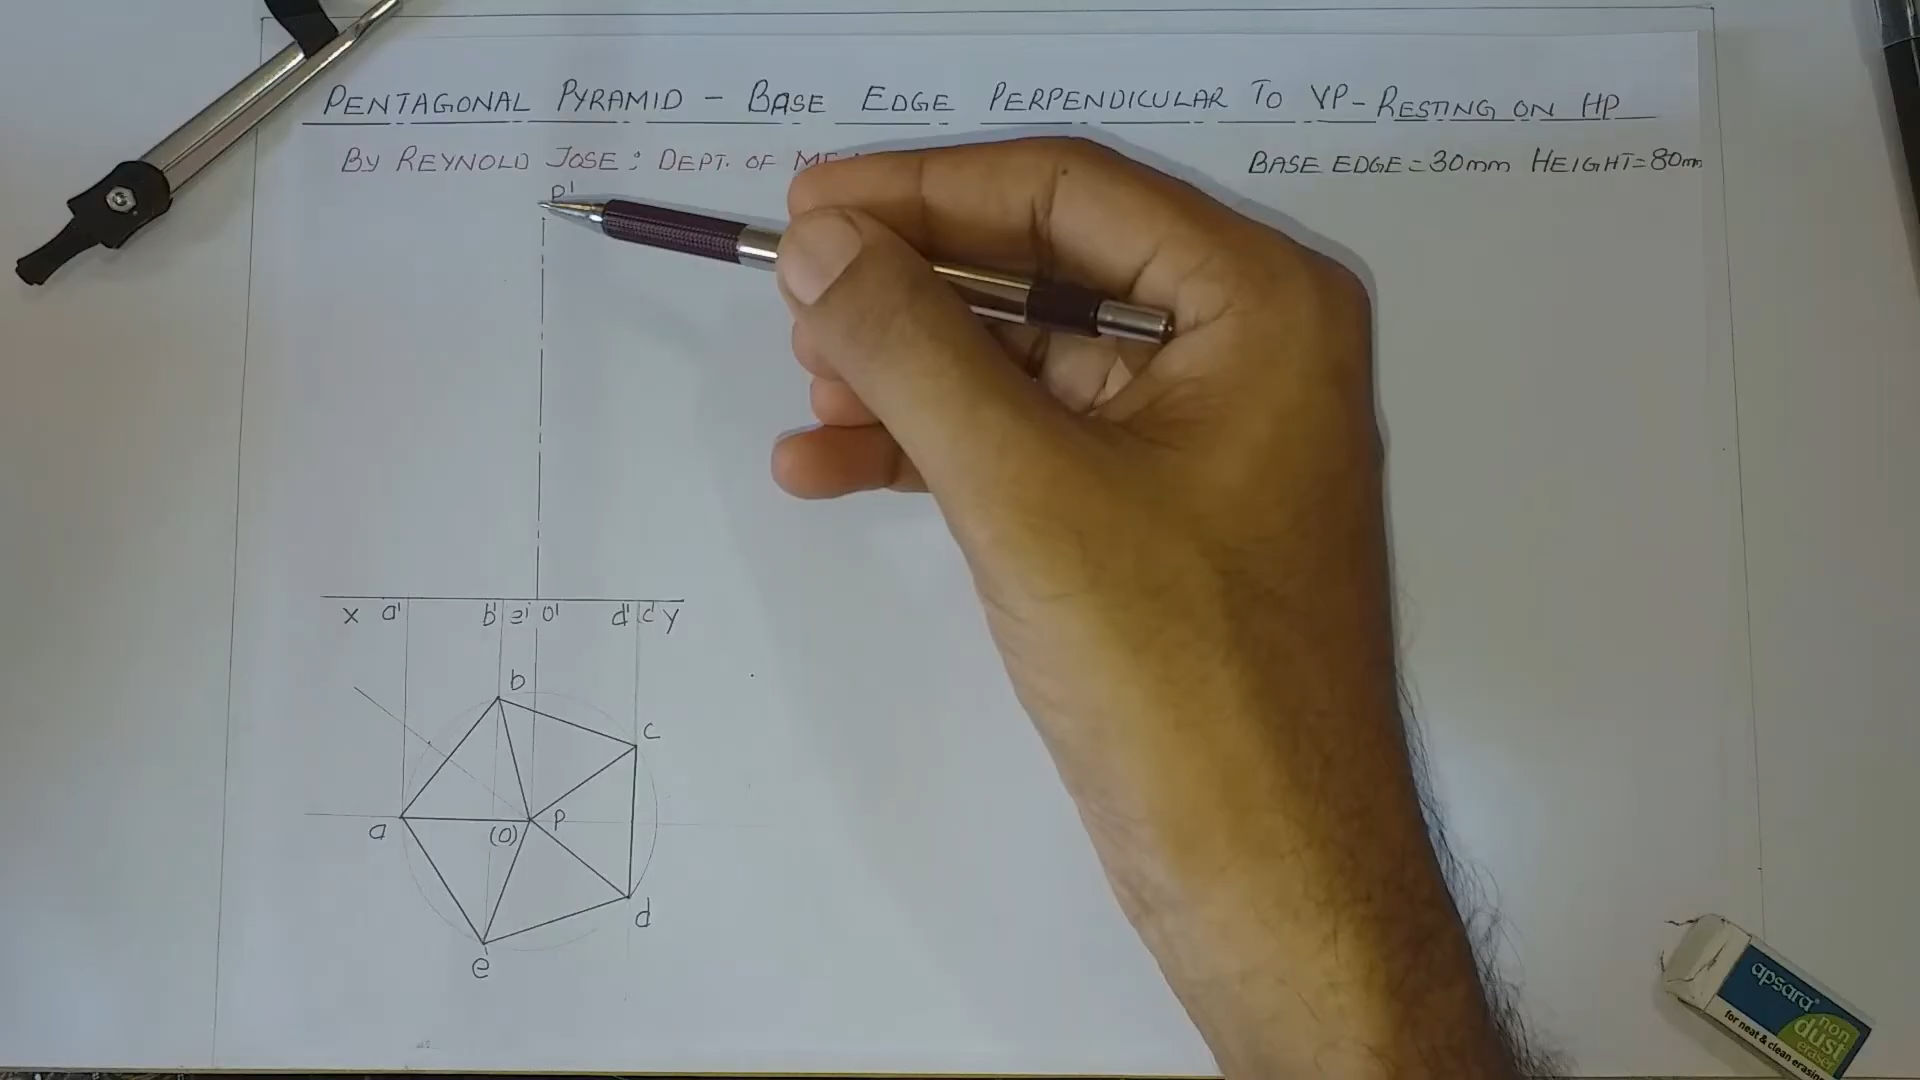 PENTAGONAL PYRAMID - BASE EDGE PERPENDICULAR TO VP - RESTING ON HP
BY REYNOLD JOSE : DEPT. OF
BASE EDGE = 30mm HEIGHT = 80mm
P'
X a' b' e' o' d' c' Y
b
c
a (O) P
d
e
apsara
non
dust
eraser
for neat & clean erasing